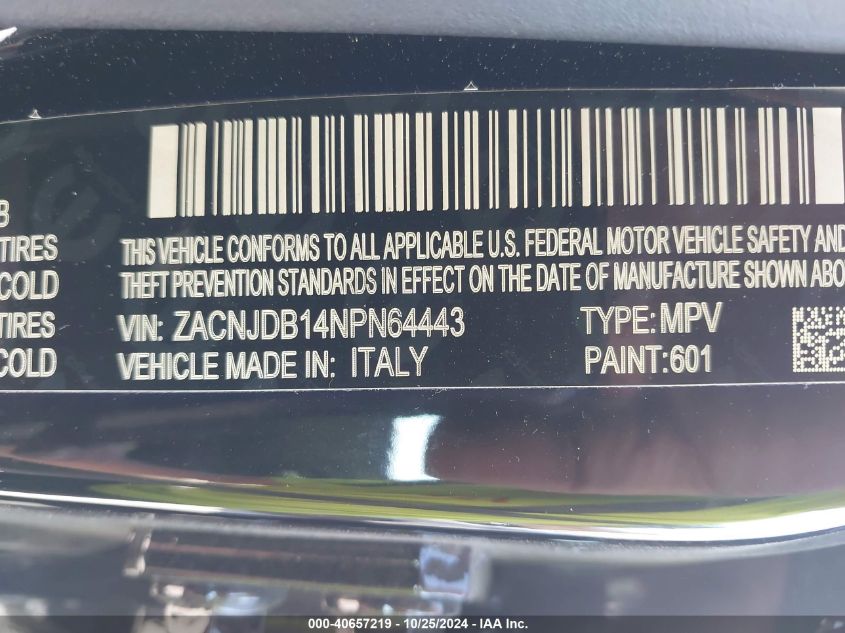 B
TIRES
COLD
TIRES
COLD
THIS VEHICLE CONFORMS TO ALL APPLICABLE U.S. FEDERAL MOTOR VEHICLE SAFETY AND
THEFT PREVENTION STANDARDS IN EFFECT ON THE DATE OF MANUFACTURE SHOWN ABO
VIN: ZACNJDB14NPN64443 TYPE: MPV
VEHICLE MADE IN: ITALY PAINT:601
000-40657219 - 10/25/2024 - © IAA, Inc.